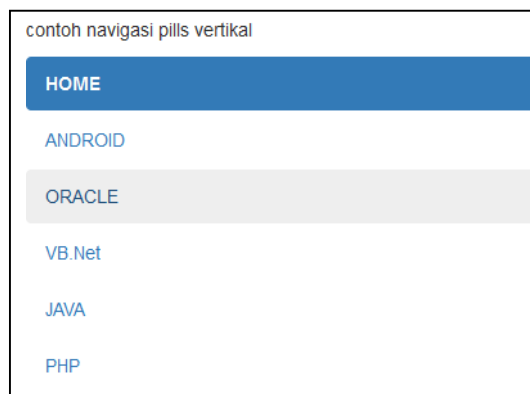 contoh navigasi pills vertikal
HOME
ANDROID
ORACLE
VB.Net
JAVA
PHP